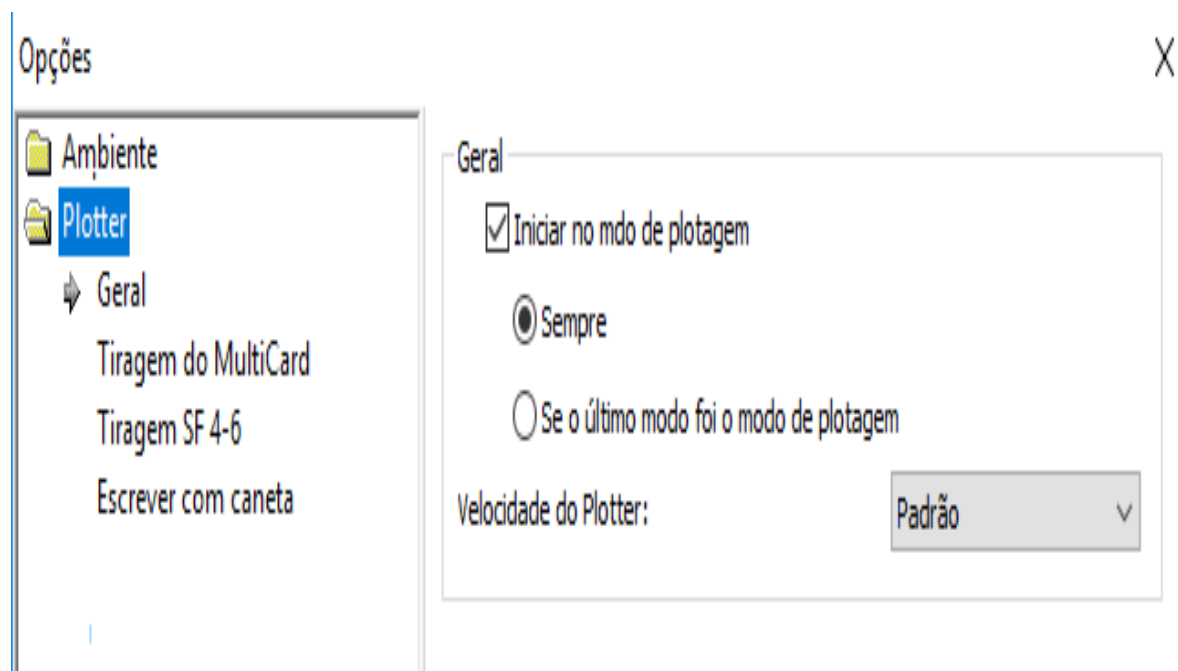 Opções
Ambiente
Plotter
Geral
Tiragem do MultiCard
Tiragem SF 4-6
Escrever com caneta
Geral
Iniciar no mdo de plotagem
Sempre
Se o último modo foi o modo de plotagem
Velocidade do Plotter:
Padrão